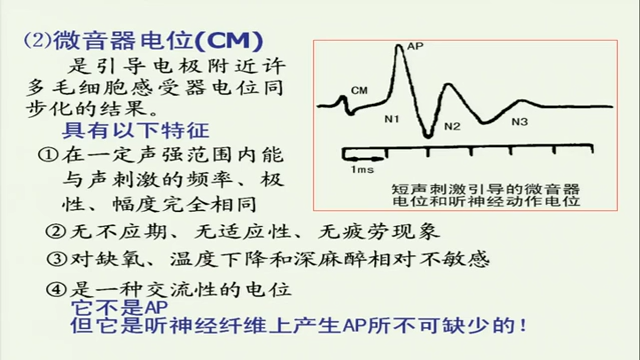 ⑵微音器电位(CM)
是引导电极附近许
多毛细胞感受器电位同
步化的结果。
具有以下特征
①在一定声强范围内能
与声刺激的频率、极
性、幅度完全相同
②无不应期、无适应性、无疲劳现象
③对缺氧、温度下降和深麻醉相对不敏感
④是一种交流性的电位
它不是AP
但它是听神经纤维上产生AP所不可缺少的！
AP
CM
N1
N2
N3
1ms
短声刺激引导的微音器
电位和听神经动作电位